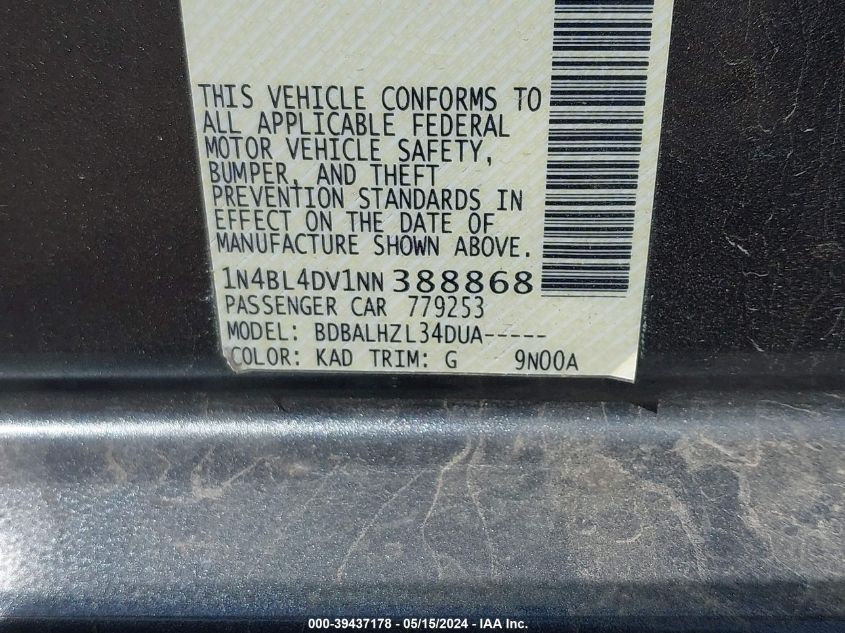 THIS VEHICLE CONFORMS TO
ALL APPLICABLE FEDERAL
MOTOR VEHICLE SAFETY,
BUMPER, AND THEFT
PREVENTION STANDARDS IN
EFFECT ON THE DATE OF
MANUFACTURE SHOWN ABOVE.
1N4BL4DV1NN388868
PASSENGER CAR 779253
MODEL: BDBALHZL34DUA-----
COLOR: KAD TRIM: G 9N00A
000-39437178 - 05/15/2024 - IAA Inc.